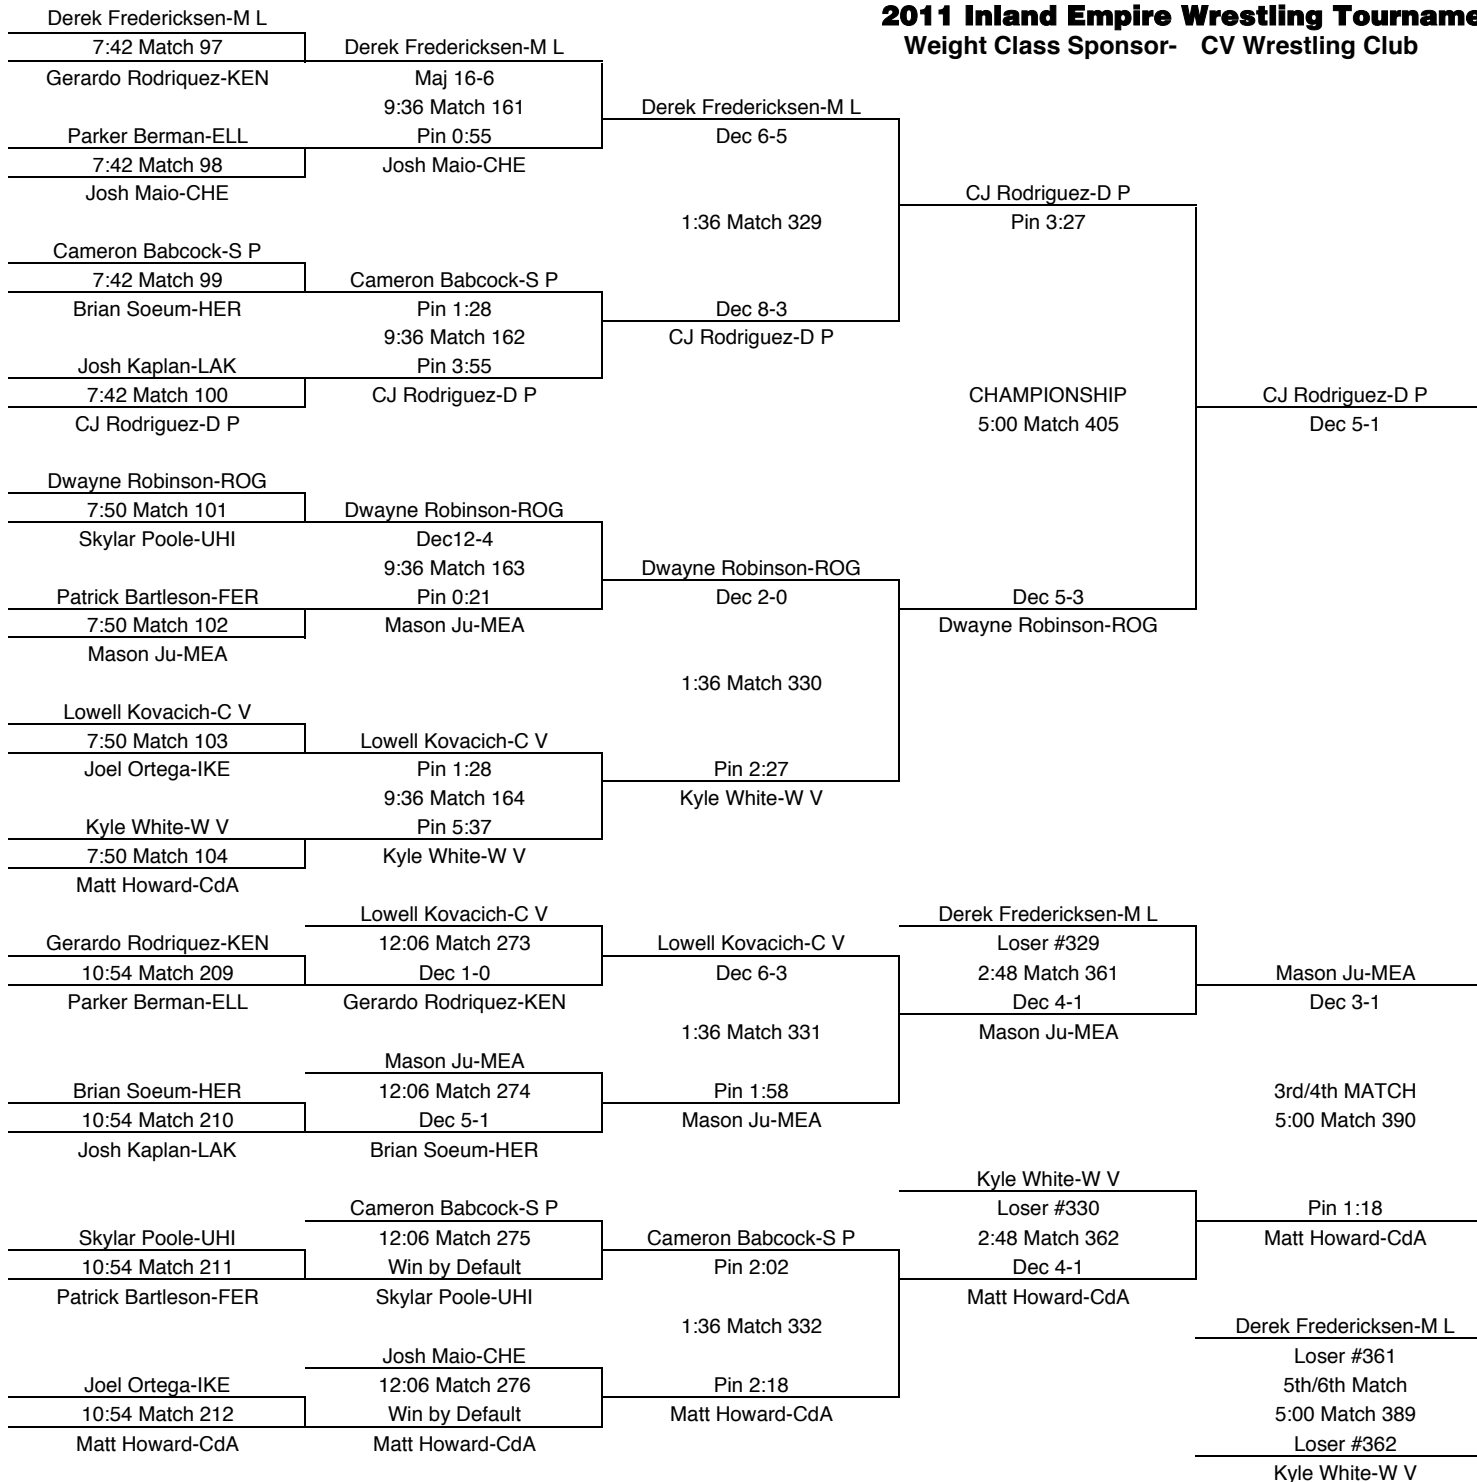 2011 Inland Empire Wrestling Tourname
Weight Class Sponsor- CV Wrestling Club
Derek Fredericksen-M L
7:42 Match 97
Gerardo Rodriquez-KEN
Parker Berman-ELL
7:42 Match 98
Josh Maio-CHE
Cameron Babcock-S P
7:42 Match 99
Brian Soeum-HER
Josh Kaplan-LAK
7:42 Match 100
CJ Rodriguez-D P
Dwayne Robinson-ROG
7:50 Match 101
Skylar Poole-UHI
Patrick Bartleson-FER
7:50 Match 102
Mason Ju-MEA
Lowell Kovacich-C V
7:50 Match 103
Joel Ortega-IKE
Kyle White-W V
7:50 Match 104
Matt Howard-CdA
Derek Fredericksen-M L
Maj 16-6
9:36 Match 161
Pin 0:55
Josh Maio-CHE
Cameron Babcock-S P
Pin 1:28
9:36 Match 162
Pin 3:55
CJ Rodriguez-D P
Dwayne Robinson-ROG
Dec12-4
9:36 Match 163
Pin 0:21
Mason Ju-MEA
Lowell Kovacich-C V
Pin 1:28
9:36 Match 164
Pin 5:37
Kyle White-W V
Derek Fredericksen-M L
Dec 6-5
1:36 Match 329
Dec 8-3
CJ Rodriguez-D P
Dwayne Robinson-ROG
Dec 2-0
1:36 Match 330
Pin 2:27
Kyle White-W V
CJ Rodriguez-D P
Pin 3:27
CHAMPIONSHIP
5:00 Match 405
Dec 5-3
Dwayne Robinson-ROG
CJ Rodriguez-D P
Dec 5-1
Gerardo Rodriquez-KEN
10:54 Match 209
Parker Berman-ELL
Brian Soeum-HER
10:54 Match 210
Josh Kaplan-LAK
Skylar Poole-UHI
10:54 Match 211
Patrick Bartleson-FER
Joel Ortega-IKE
10:54 Match 212
Matt Howard-CdA
Lowell Kovacich-C V
12:06 Match 273
Dec 1-0
Gerardo Rodriquez-KEN
Mason Ju-MEA
12:06 Match 274
Dec 5-1
Brian Soeum-HER
Cameron Babcock-S P
12:06 Match 275
Win by Default
Skylar Poole-UHI
Josh Maio-CHE
12:06 Match 276
Win by Default
Matt Howard-CdA
Lowell Kovacich-C V
Dec 6-3
1:36 Match 331
Pin 1:58
Mason Ju-MEA
Cameron Babcock-S P
Pin 2:02
1:36 Match 332
Pin 2:18
Matt Howard-CdA
Derek Fredericksen-M L
Loser #329
2:48 Match 361
Dec 4-1
Mason Ju-MEA
Kyle White-W V
Loser #330
2:48 Match 362
Dec 4-1
Matt Howard-CdA
Mason Ju-MEA
Dec 3-1
3rd/4th MATCH
5:00 Match 390
Pin 1:18
Matt Howard-CdA
Derek Fredericksen-M L
Loser #361
5th/6th Match
5:00 Match 389
Loser #362
Kyle White-W V